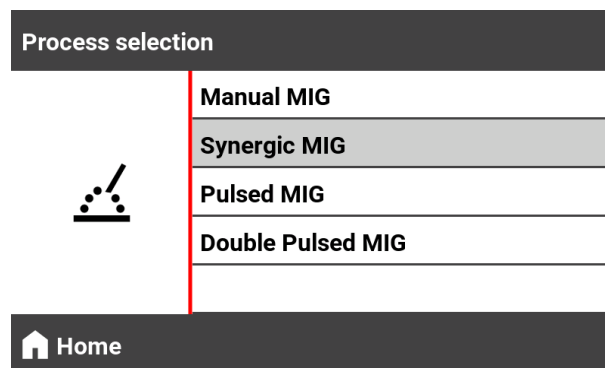 Process selection
Manual MIG
Synergic MIG
Pulsed MIG
Double Pulsed MIG
Home